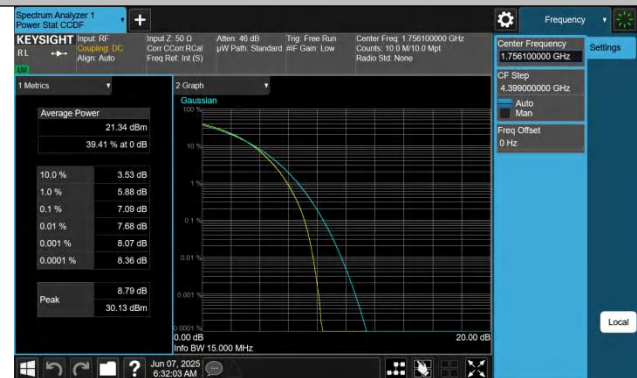 Spectrum Analyzer 1
Power Stat CCDF
Frequency
KEYSIGHT
RL
Input: RF
Coupling: DC
Align: Auto
Input Z: 50 Ω
Corr CCorr RCal
Freq Ref: Int (S)
Atten: 46 dB
µW Path: Standard
Trig: Free Run
#IF Gain: Low
Center Freq: 1.756100000 GHz
Counts: 10.0 M/10.0 Mpt
Radio Std: None
Center Frequency
1.756100000 GHz
Settings
CF Step
4.399000000 GHz
Auto
Man
Freq Offset
0 Hz
Local
1 Metrics
Average Power
21.34 dBm
39.41 % at 0 dB
10.0 % 3.53 dB
1.0 % 5.88 dB
0.1 % 7.09 dB
0.01 % 7.68 dB
0.001 % 8.07 dB
0.0001 % 8.36 dB
Peak
8.79 dB
30.13 dBm
2 Graph
Gaussian
100 %
10 %
1 %
0.1 %
0.01 %
0.001 %
0.0001 %
0.00 dB
20.00 dB
Info BW 15.000 MHz
?
Jun 07, 2025
6:32:03 AM